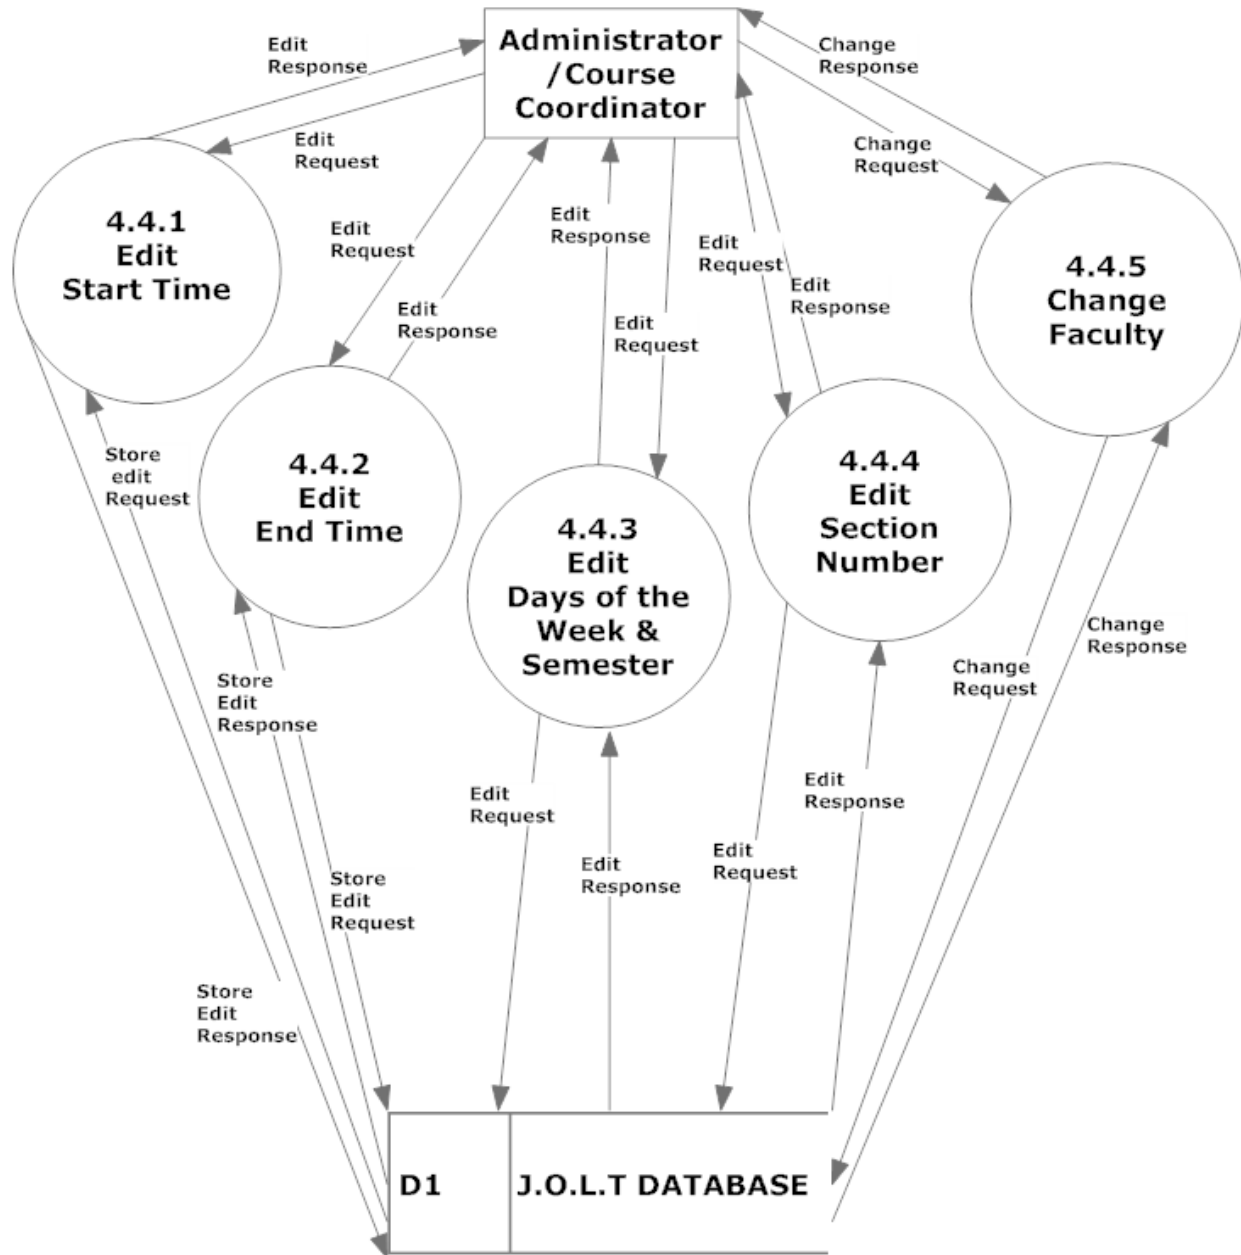 Administrator
/Course
Coordinator
Edit
Response
Edit
Request
Change
Response
Change
Request
4.4.1
Edit
Start Time
Edit
Request
Edit
Response
Edit
Response
Edit
Request
Edit
Request
Edit
Response
4.4.5
Change
Faculty
Store
edit
Request
4.4.2
Edit
End Time
4.4.3
Edit
Days of the
Week &
Semester
4.4.4
Edit
Section
Number
Store
Edit
Response
Change
Request
Change
Response
Edit
Request
Edit
Response
Store
Edit
Request
Edit
Response
Edit
Request
Store
Edit
Response
D1
J.O.L.T DATABASE